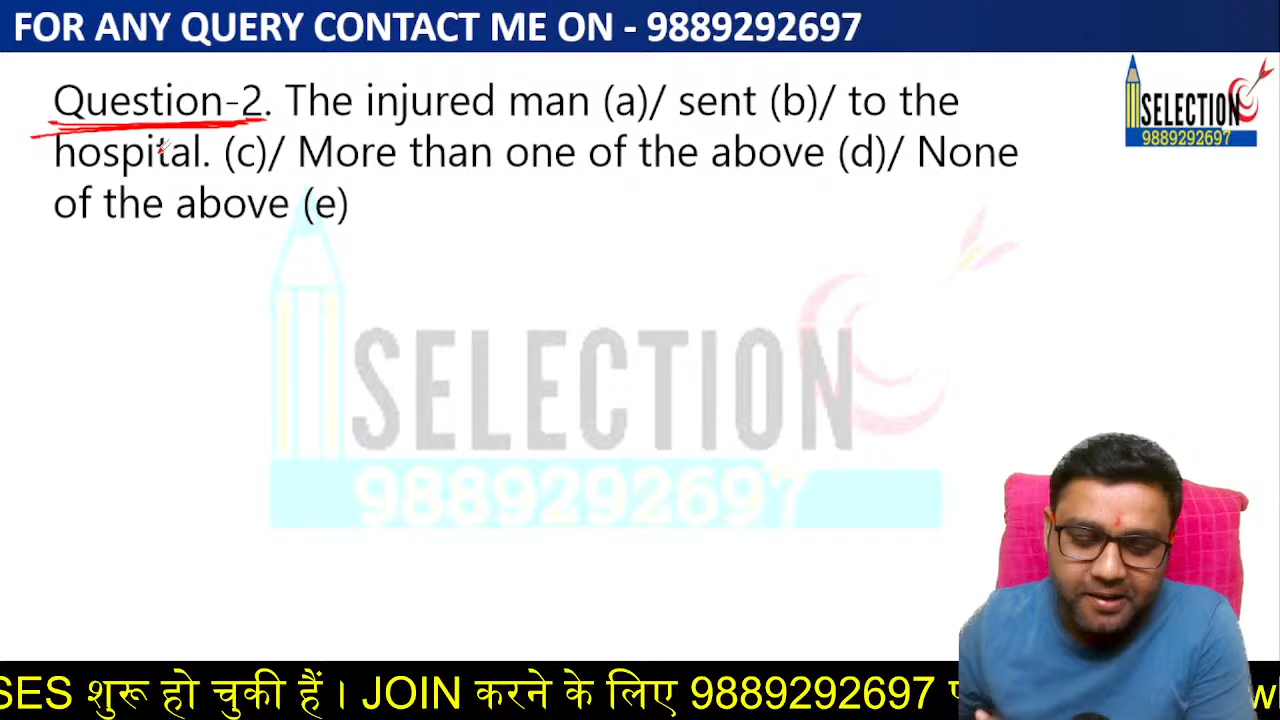 FOR ANY QUERY CONTACT ME ON - 9889292697
SELECTION
9889292697
Question-2. The injured man (a)/ sent (b)/ to the
hospital. (c)/ More than one of the above (d)/ None
of the above (e)
SELECTION
9889292697
SES शुरू हो चुकी हैं । JOIN करने के लिए 9889292697